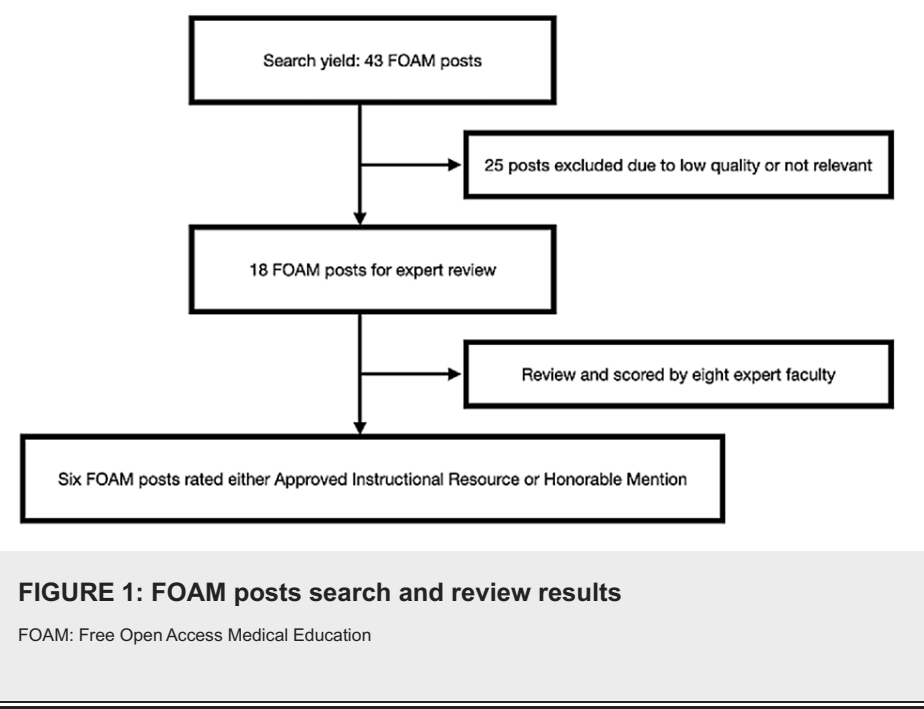 Search yield: 43 FOAM posts
25 posts excluded due to low quality or not relevant
18 FOAM posts for expert review
Review and scored by eight expert faculty
Six FOAM posts rated either Approved Instructional Resource or Honorable Mention
FIGURE 1: FOAM posts search and review results
FOAM: Free Open Access Medical Education